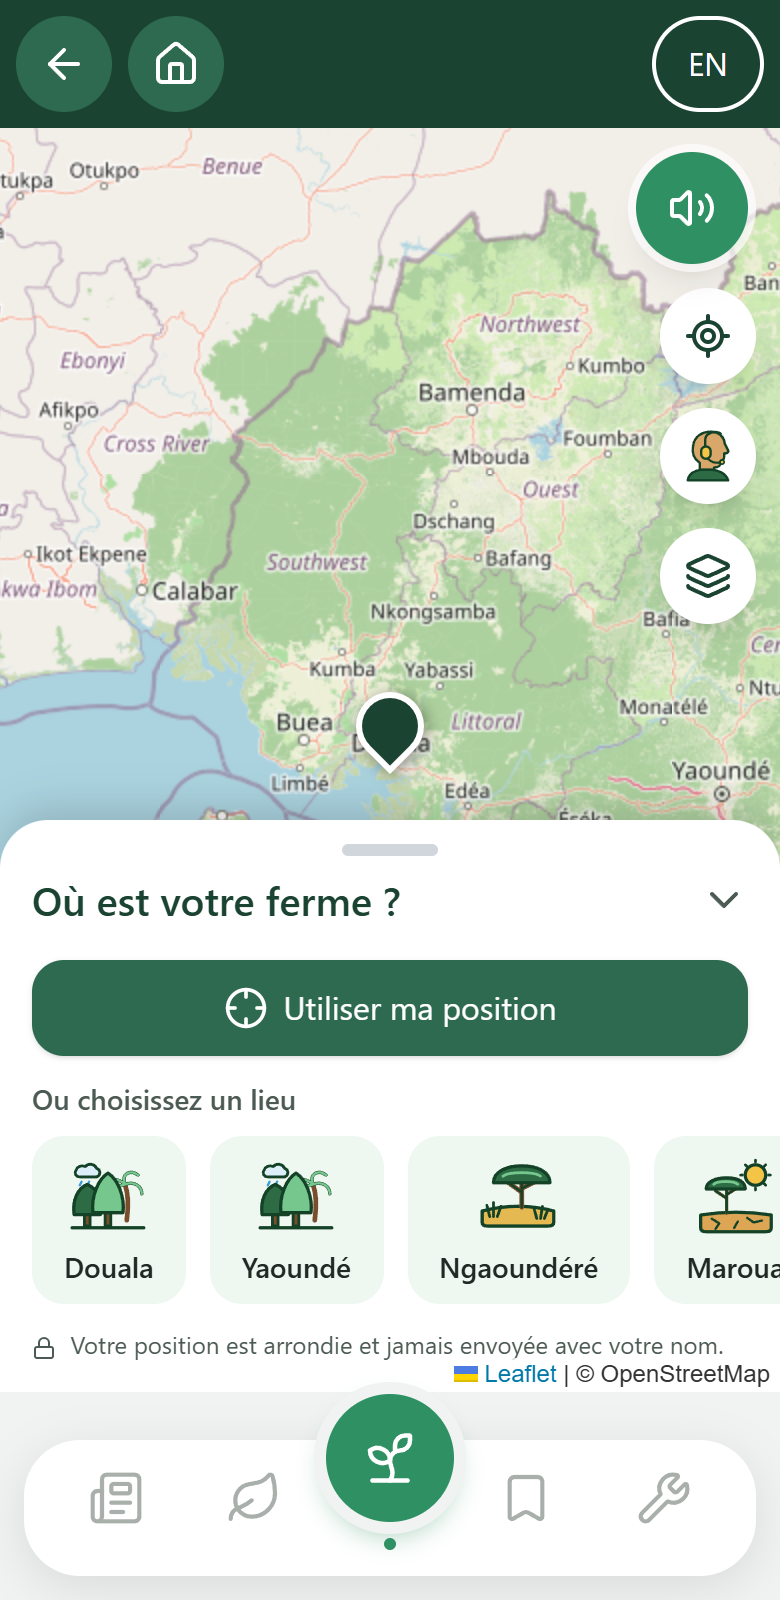 EN
Otukpo
Benue
tukpa
Ban
Northwest
Ebonyi
Kumbo
Bamenda
Afikpo
Cross River
Foumban
Mbouda
Ouest
Dschang
Ikot Ekpene
Southwest
Bafang
kwa Ibom
Calabar
Nkongsamba
Bafia
Cer
Kumba
Yabassi
Ntu
Monatélé
Buea
Littoral
Yaoundé
Limbé
Edéa
Éséka
Où est votre ferme ?
Utiliser ma position
Ou choisissez un lieu
Douala
Yaoundé
Ngaoundéré
Maroua
Votre position est arrondie et jamais envoyée avec votre nom.
Leaflet | © OpenStreetMap